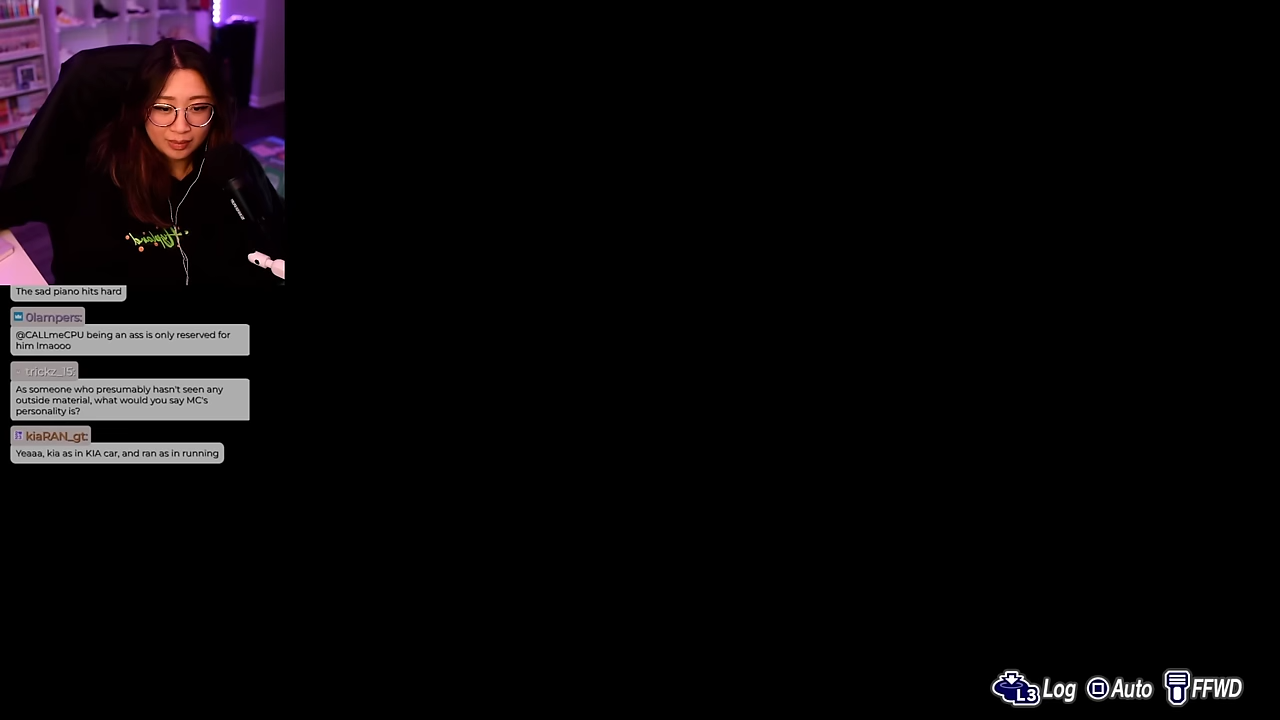 The sad piano hits hard
0lampers:
@CALLmeCPU being an ass is only reserved for
him lmaooo
trickz_15:
As someone who presumably hasn't seen any
outside material, what would you say MC's
personality is?
kiaRAN_gt:
Yeaaa, kia as in KIA car, and ran as in running
L3 Log Auto FFWD